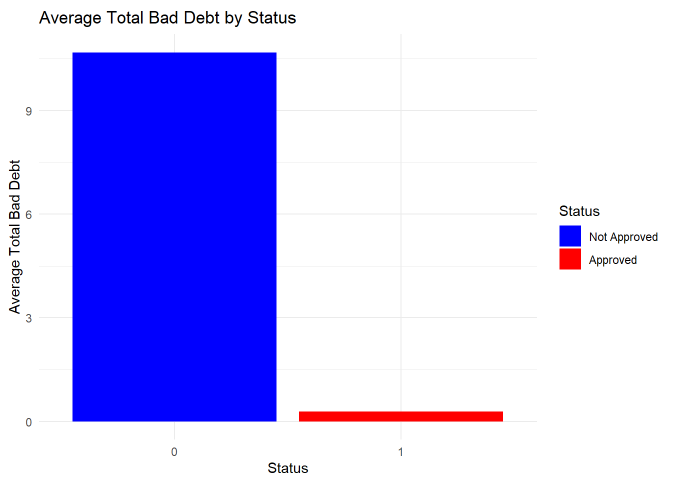 Average Total Bad Debt by Status
Average Total Bad Debt
9
6
3
0
0
1
Status
Status
Not Approved
Approved